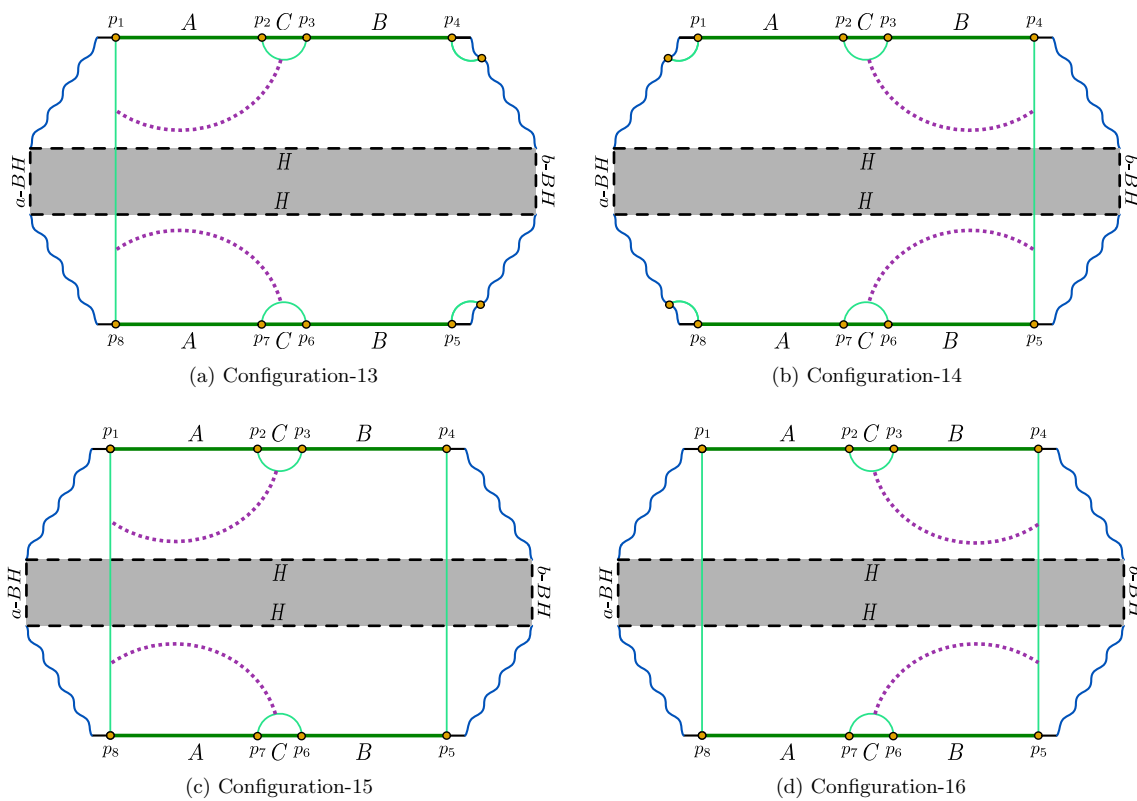 p1 A p2 C p3 B p4
a-BH H b-BH
H
p8 A p7 C p6 B p5
(a) Configuration-13
p1 A p2 C p3 B p4
a-BH H b-BH
H
p8 A p7 C p6 B p5
(b) Configuration-14
p1 A p2 C p3 B p4
a-BH H b-BH
H
p8 A p7 C p6 B p5
(c) Configuration-15
p1 A p2 C p3 B p4
a-BH H b-BH
H
p8 A p7 C p6 B p5
(d) Configuration-16